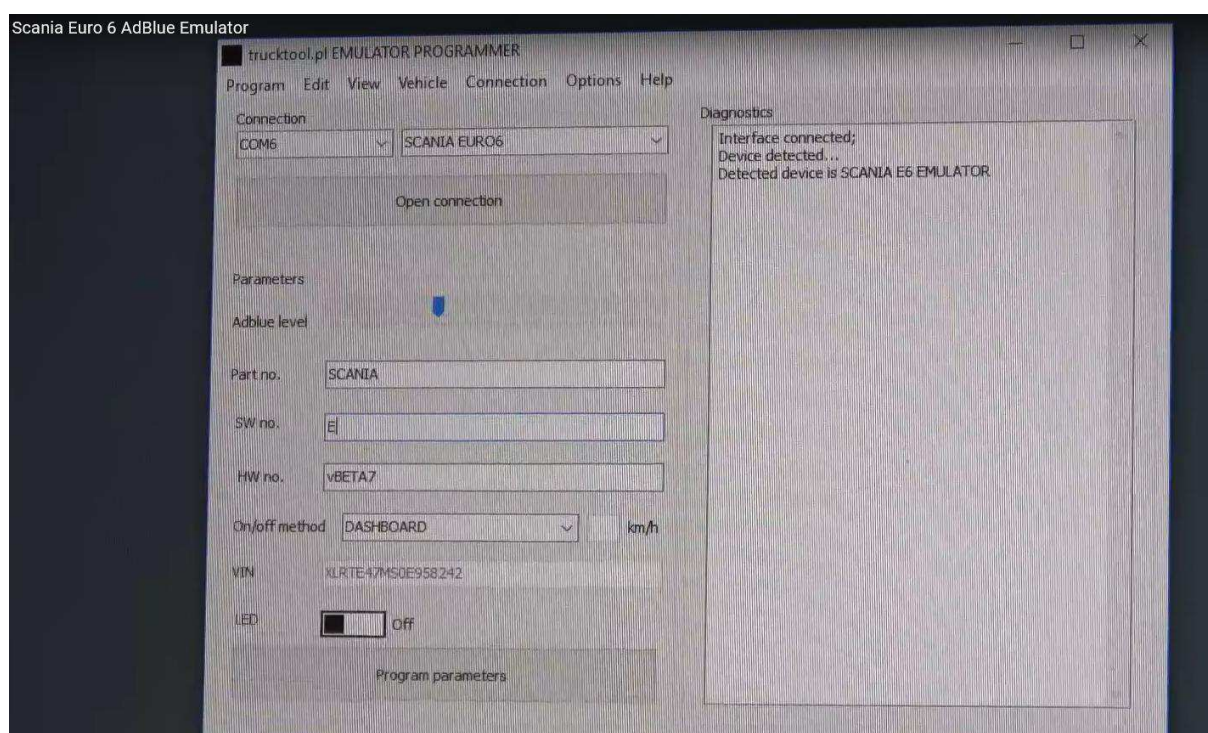 Scania Euro 6 AdBlue Emulator
trucktool.pl EMULATOR PROGRAMMER
Program Edit View Vehicle Connection Options Help
Connection
COM6 SCANIA EURO6
Open connection
Diagnostics
Interface connected;
Device detected...
Detected device is SCANIA E6 EMULATOR
Parameters
Adblue level
Part no. SCANIA
SW no. E
HW no. vBETA7
On/off method DASHBOARD km/h
VIN XLRTE47MS0E958242
LED Off
Program parameters